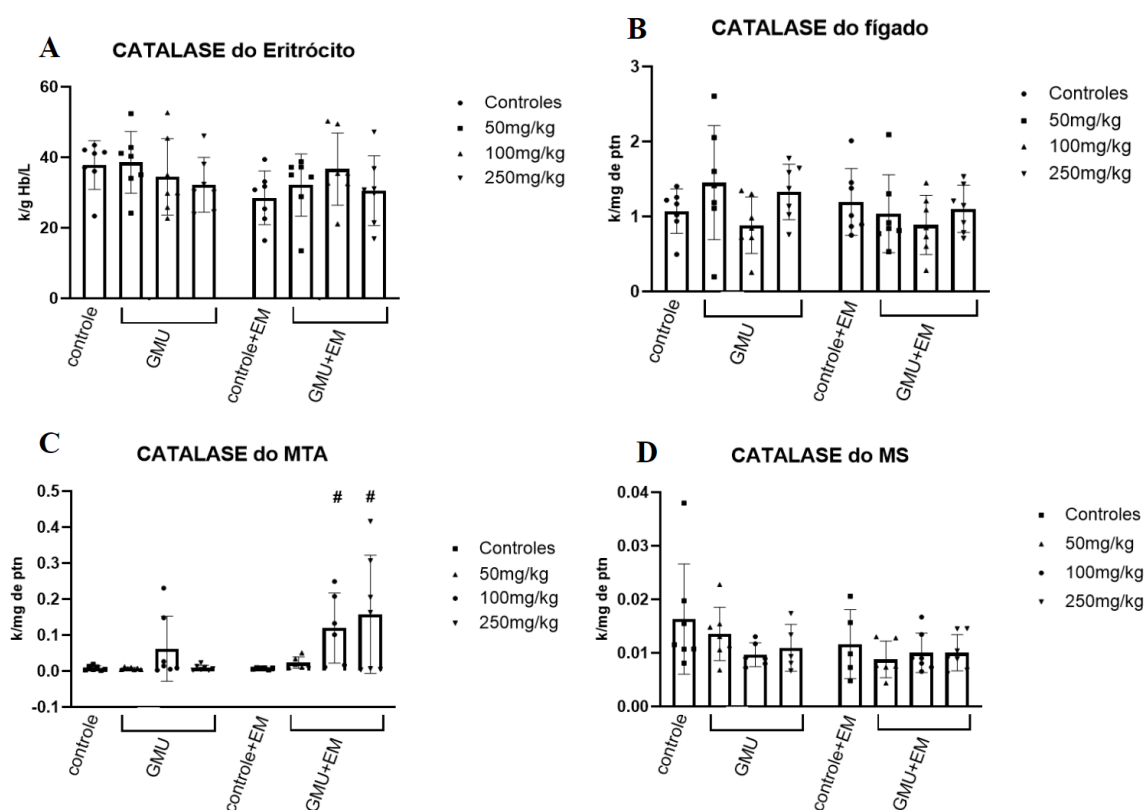 A
CATALASE do Eritrócito
k/g Hb/L
60
40
20
0
controle
GMU
controle+EM
GMU+EM
Controles
50mg/kg
100mg/kg
250mg/kg
B
CATALASE do fígado
k/mg de ptn
3
2
1
0
controle
GMU
controle+EM
GMU+EM
Controles
50mg/kg
100mg/kg
250mg/kg
C
CATALASE do MTA
k/mg de ptn
0.5
0.4
0.3
0.2
0.1
0.0
-0.1
# #
controle
GMU
controle+EM
GMU+EM
Controles
50mg/kg
100mg/kg
250mg/kg
D
CATALASE do MS
k/mg de ptn
0.04
0.03
0.02
0.01
0.00
controle
GMU
controle+EM
GMU+EM
Controles
50mg/kg
100mg/kg
250mg/kg